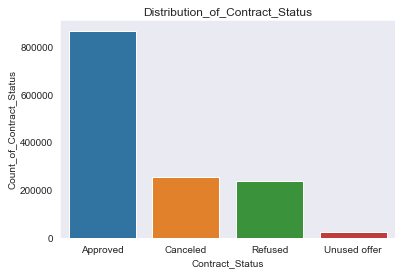 Distribution_of_Contract_Status
Count_of_Contract_Status
800000
600000
400000
200000
0
Approved
Canceled
Refused
Unused offer
Contract_Status